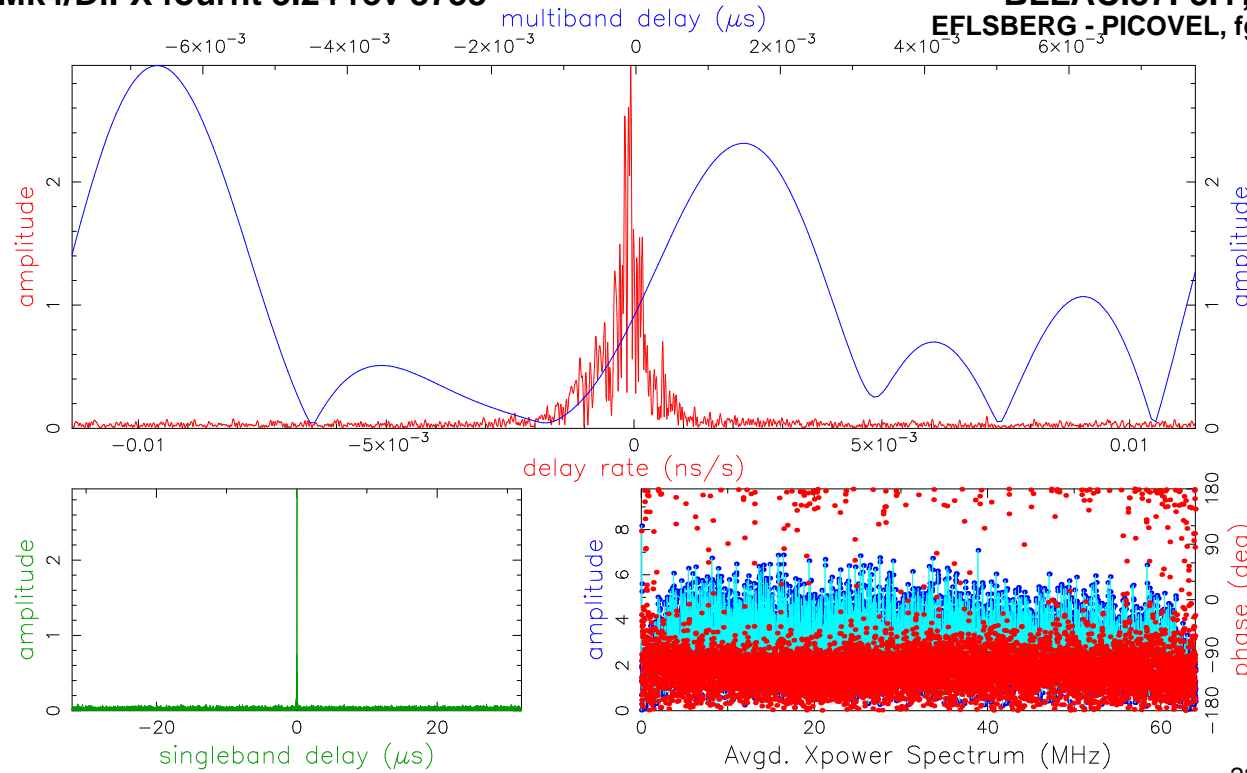 multiband delay (μs)
EFLSBERG - PICOVEL, fg
−6×10⁻³ −4×10⁻³ −2×10⁻³ 0 2×10⁻³ 4×10⁻³ 6×10⁻³
amplitude
0 1 2
amplitude
0 1 2
−0.01 −5×10⁻³ 0 5×10⁻³ 0.01
delay rate (ns/s)
amplitude
0 1 2
−20 0 20
singleband delay (μs)
amplitude
0 2 4 6 8
phase (deg)
−180 −90 0 90 180
0 20 40 60
Avgd. Xpower Spectrum (MHz)